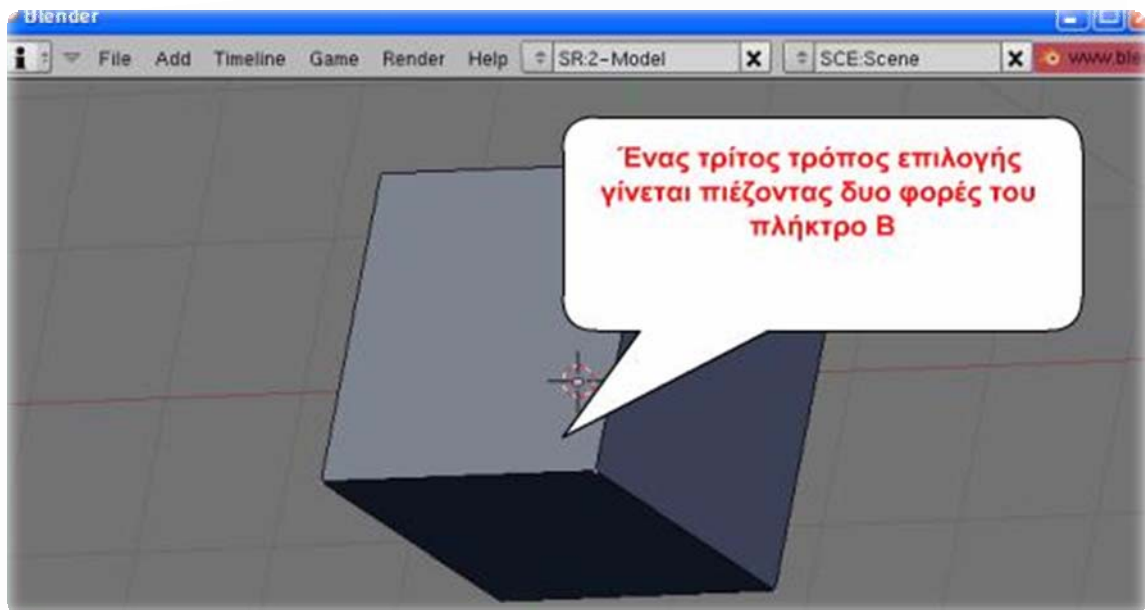 Blender
File Add Timeline Game Render Help SR:2-Model X SCE:Scene X www.ble
Ένας τρίτος τρόπος επιλογής
γίνεται πιέζοντας δυο φορές του
πλήκτρο Β